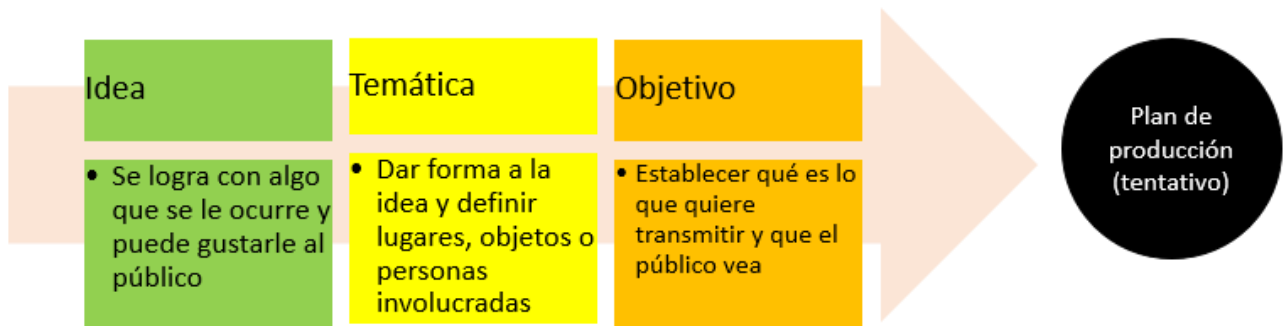 Idea
• Se logra con algo
que se le ocurre y
puede gustarle al
público
Temática
• Dar forma a la
idea y definir
lugares, objetos o
personas
involucradas
Objetivo
• Establecer qué es lo
que quiere
transmitir y que el
público vea
Plan de
producción
(tentativo)